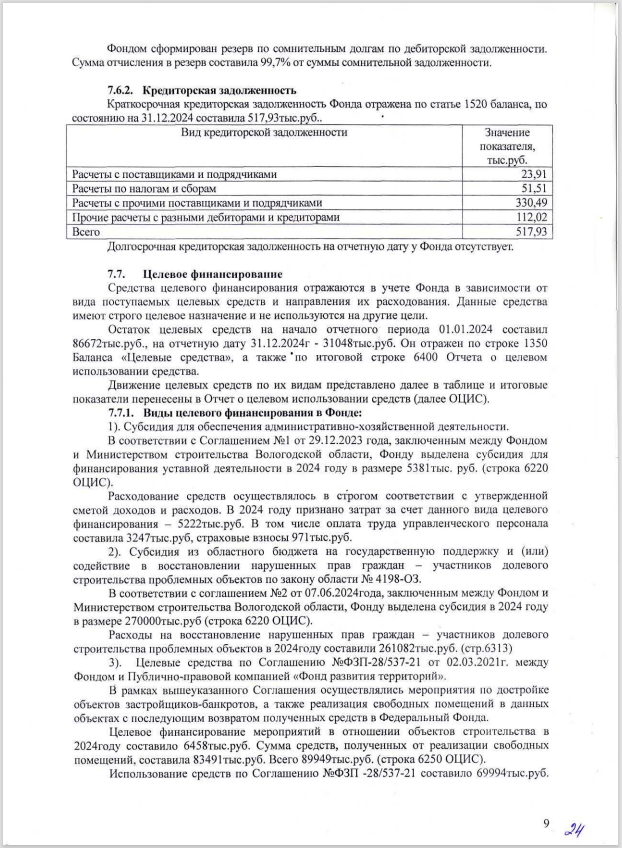 Фондом сформирован резерв по сомнительным долгам по дебиторской задолженности.
Сумма отчисления в резерв составила 99,7% от суммы сомнительной задолженности.
7.6.2. Кредиторская задолженность
Краткосрочная кредиторская задолженность Фонда отражена по статье 1520 баланса, по
состоянию на 31.12.2024 составила 517,93тыс.руб..
Вид кредиторской задолженности Значение
показателя,
тыс.руб.
Расчеты с поставщиками и подрядчиками 23,91
Расчеты по налогам и сборам 51,51
Расчеты с прочими поставщиками и подрядчиками 330,49
Прочие расчеты с разными дебиторами и кредиторами 112,02
Всего 517,93
Долгосрочная кредиторская задолженность на отчетную дату у Фонда отсутствует.
7.7. Целевое финансирование
Средства целевого финансирования отражаются в учете Фонда в зависимости от
вида поступаемых целевых средств и направления их расходования. Данные средства
имеют строго целевое назначение и не используются на другие цели.
Остаток целевых средств на начало отчетного периода 01.01.2024 составил
86672тыс.руб., на отчетную дату 31.12.2024г - 31048тыс.руб. Он отражен по строке 1350
Баланса «Целевые средства», а также по итоговой строке 6400 Отчета о целевом
использовании средства.
Движение целевых средств по их видам представлено далее в таблице и итоговые
показатели перенесены в Отчет о целевом использовании средств (далее ОЦИС).
7.7.1. Виды целевого финансирования в Фонде:
1). Субсидия для обеспечения административно-хозяйственной деятельности.
В соответствии с Соглашением №1 от 29.12.2023 года, заключенным между Фондом
и Министерством строительства Вологодской области, Фонду выделена субсидия для
финансирования уставной деятельности в 2024 году в размере 5381тыс. руб. (строка 6220
ОЦИС).
Расходование средств осуществлялось в строгом соответствии с утвержденной
сметой доходов и расходов. В 2024 году признано затрат за счет данного вида целевого
финансирования – 5222тыс.руб. В том числе оплата труда управленческого персонала
составила 3247тыс.руб, страховые взносы 971тыс.руб.
2). Субсидия из областного бюджета на государственную поддержку и (или)
содействие в восстановлении нарушенных прав граждан – участников долевого
строительства проблемных объектов по закону области № 4198-ОЗ.
В соответствии с соглашением №2 от 07.06.2024года, заключенным между Фондом и
Министерством строительства Вологодской области, Фонду выделена субсидия в 2024 году
в размере 270000тыс.руб (строка 6220 ОЦИС).
Расходы на восстановление нарушенных прав граждан – участников долевого
строительства проблемных объектов в 2024году составили 261082тыс.руб. (стр.6313)
3). Целевые средства по Соглашению №ФЗП-28/537-21 от 02.03.2021г. между
Фондом и Публично-правовой компанией «Фонд развития территорий».
В рамках вышеуказанного Соглашения осуществлялись мероприятия по достройке
объектов застройщиков-банкротов, а также реализация свободных помещений в данных
объектах с последующим возвратом полученных средств в Федеральный Фонда.
Целевое финансирование мероприятий в отношении объектов строительства в
2024году составило 6458тыс.руб. Сумма средств, полученных от реализации свободных
помещений, составила 83491тыс.руб. Всего 89949тыс.руб. (строка 6250 ОЦИС).
Использование средств по Соглашению №ФЗП -28/537-21 составило 69994тыс.руб.
9
24